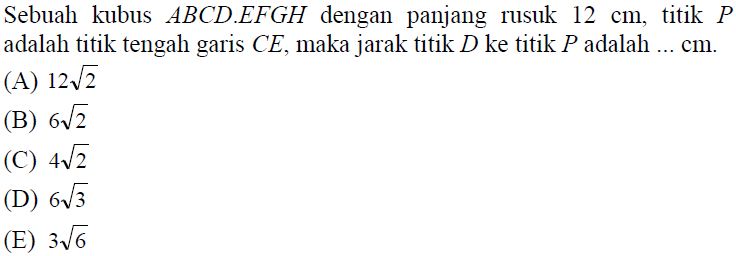 Sebuah kubus ABCD.EFGH dengan panjang rusuk 12 cm, titik P
adalah titik tengah garis CE, maka jarak titik D ke titik P adalah ... cm.
(A) 12√2
(B) 6√2
(C) 4√2
(D) 6√3
(E) 3√6